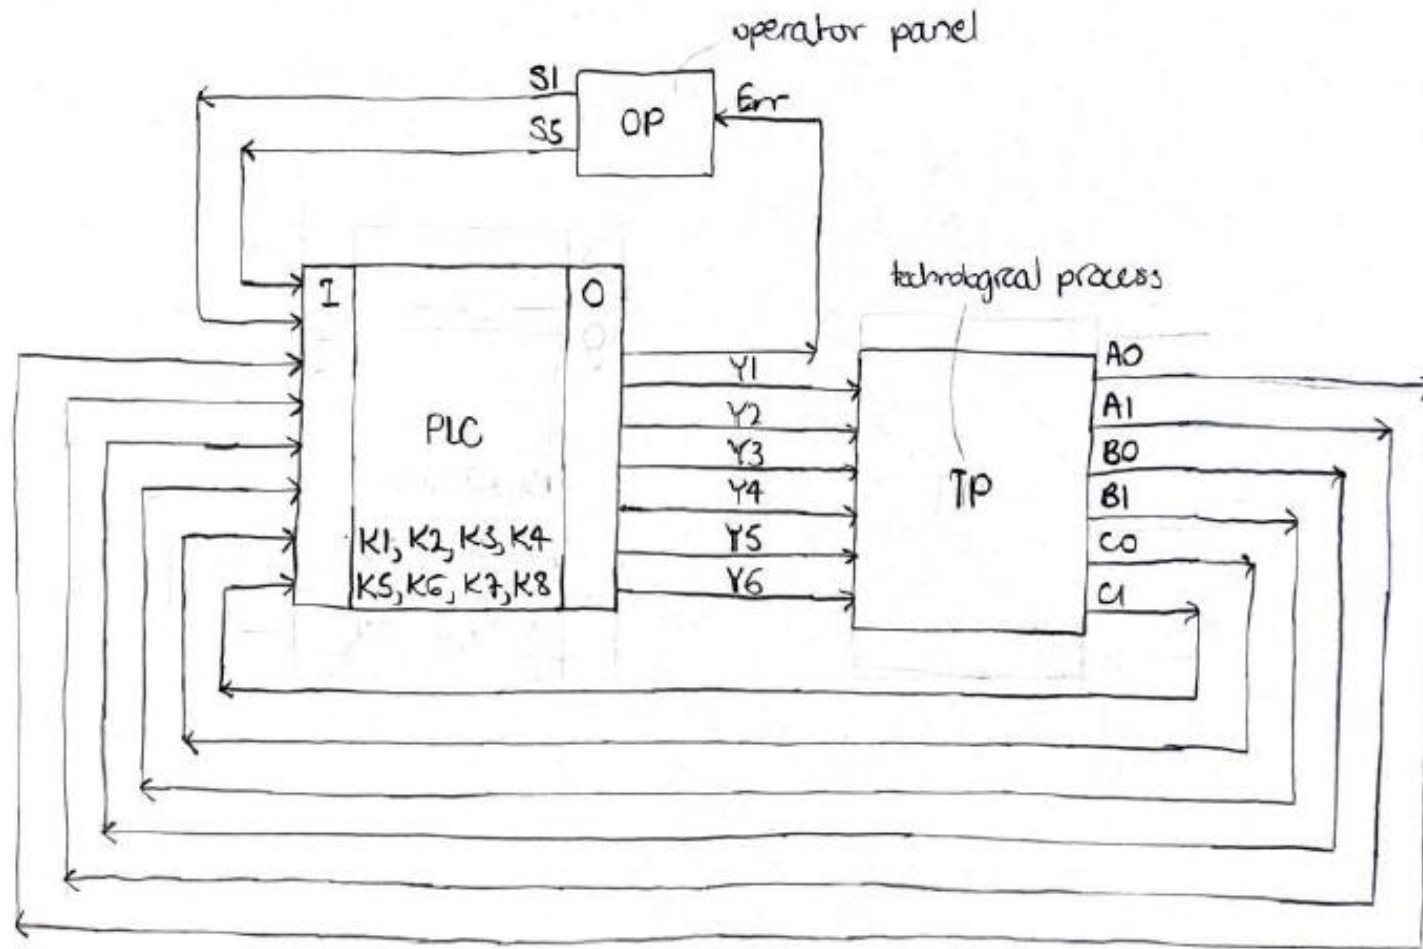 operator panel
S1
Err
S5
OP
technological process
I
O
A0
Y1
A1
Y2
PLC
B0
Y3
TP
B1
Y4
K1, K2, K3, K4
Y5
C0
K5, K6, K7, K8
Y6
C1